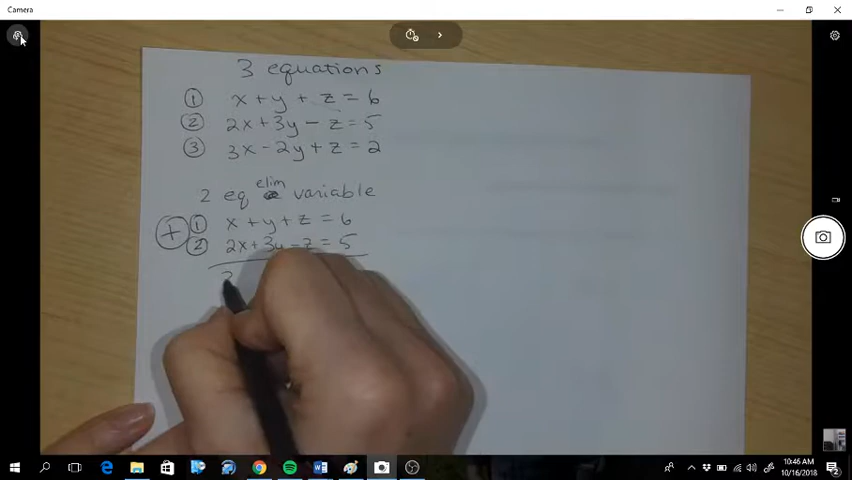 Camera
3 equations
① x + y + z = 6
② 2x + 3y - z = 5
③ 3x - 2y + z = 2
2 eq elim variable
+ ① x + y + z = 6
② 2x + 3y - z = 5
3
10:46 AM
10/16/2018